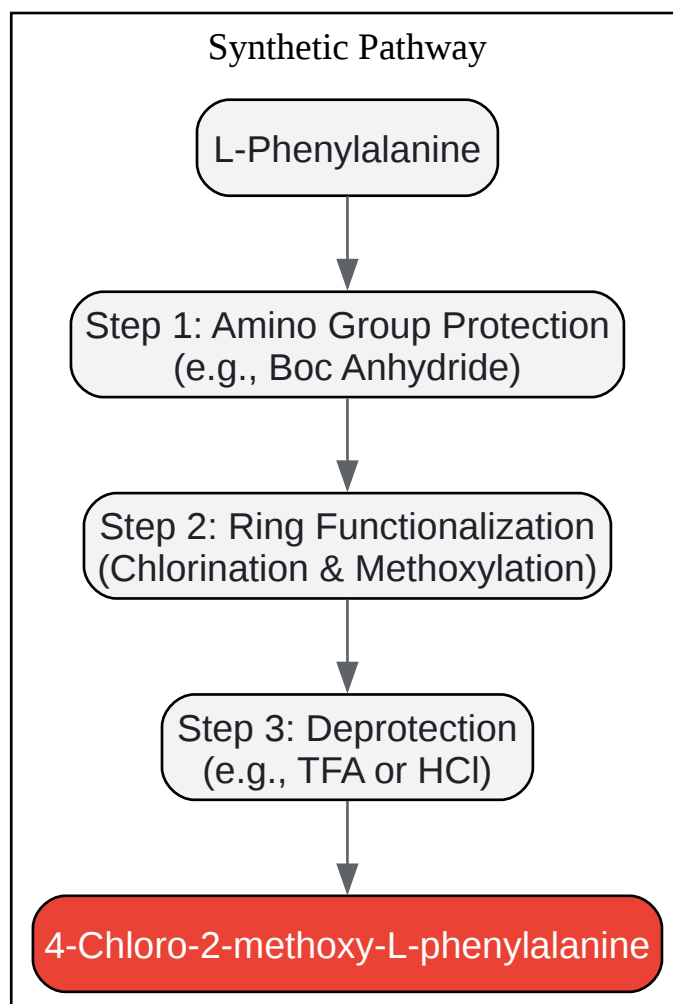 Synthetic Pathway
L-Phenylalanine
Step 1: Amino Group Protection
(e.g., Boc Anhydride)
Step 2: Ring Functionalization
(Chlorination & Methoxylation)
Step 3: Deprotection
(e.g., TFA or HCl)
4-Chloro-2-methoxy-L-phenylalanine